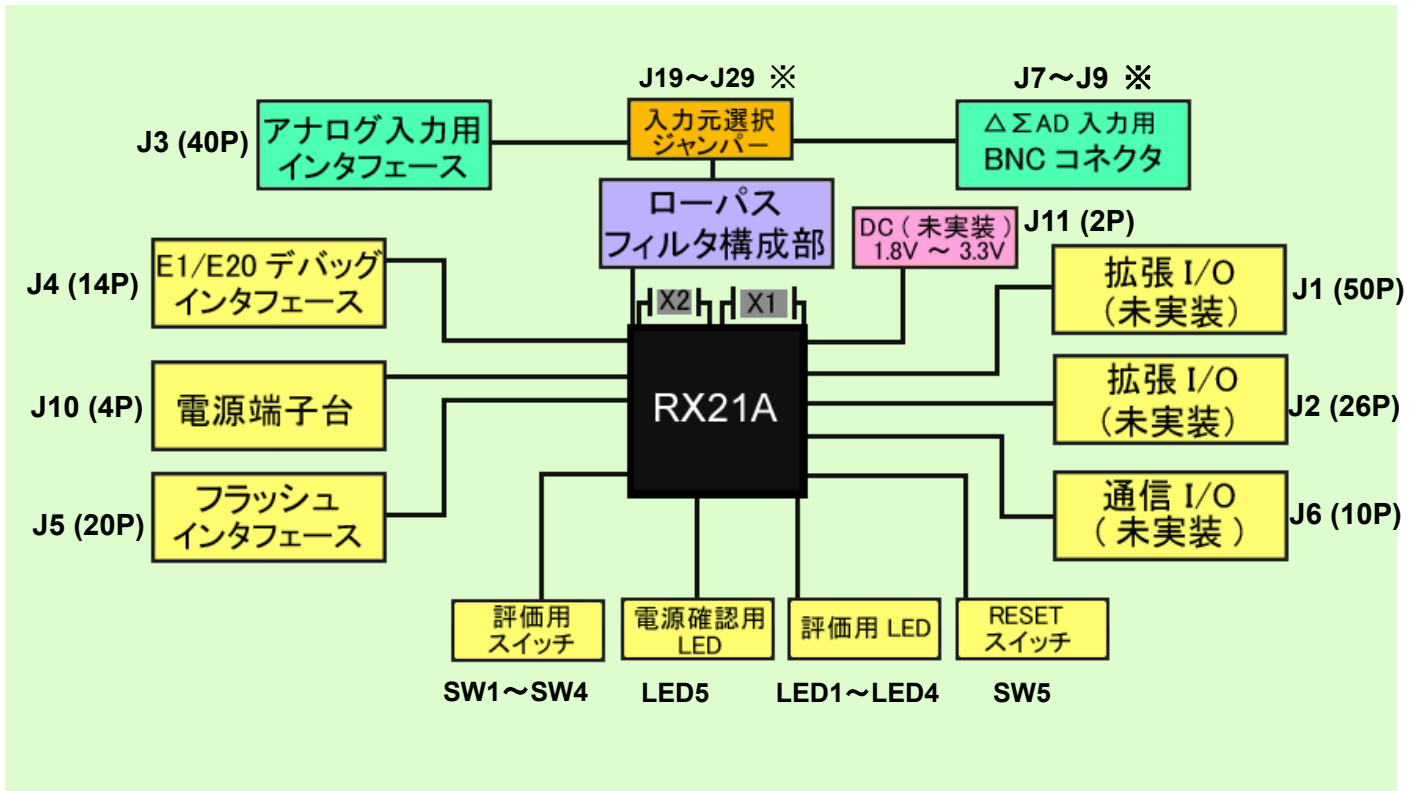 J19～J29 ※
J7～J9 ※
J3 (40P)
アナログ入力用
インタフェース
入力元選択
ジャンパー
△ΣAD 入力用
BNC コネクタ
ローパス
フィルタ構成部
DC ( 未実装 )
1.8V ～ 3.3V
J11 (2P)
J4 (14P)
E1/E20 デバッグ
インタフェース
X2
X1
拡張 I/O
(未実装)
J1 (50P)
J10 (4P)
電源端子台
RX21A
拡張 I/O
(未実装)
J2 (26P)
J5 (20P)
フラッシュ
インタフェース
通信 I/O
( 未実装 )
J6 (10P)
評価用
スイッチ
電源確認用
LED
評価用 LED
RESET
スイッチ
SW1～SW4
LED5
LED1～LED4
SW5